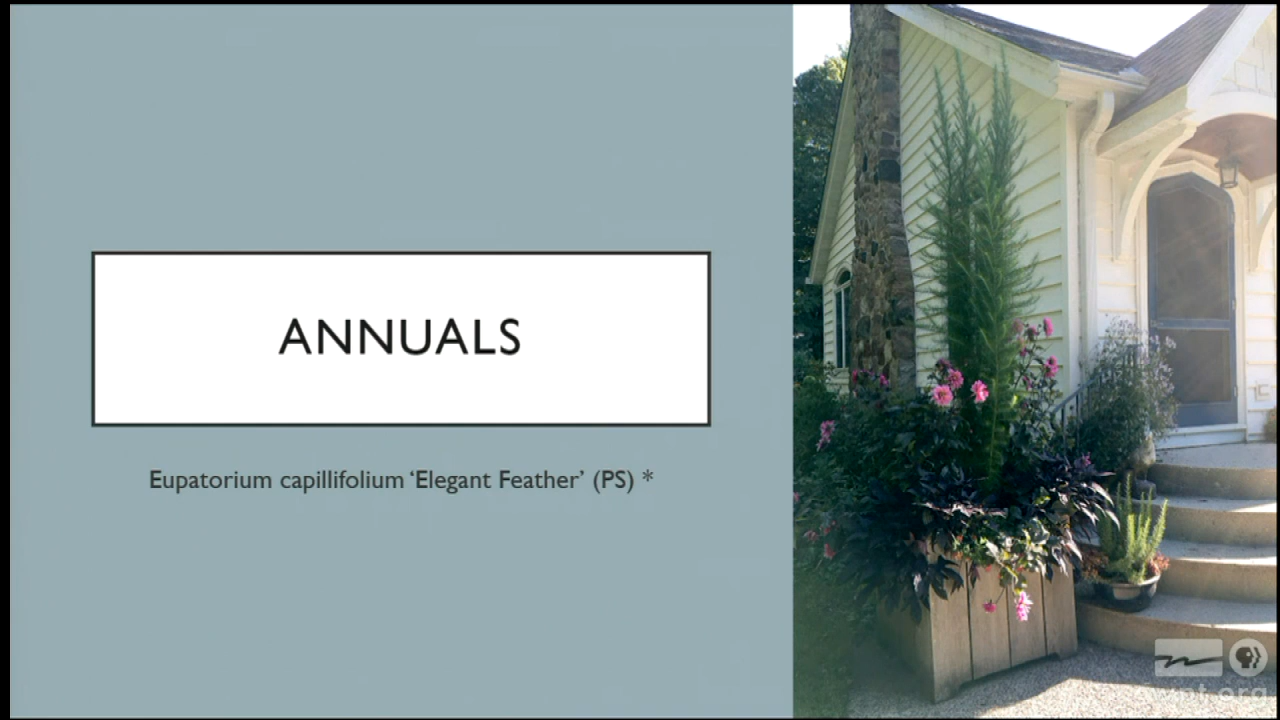 ANNUALS
Eupatorium capillifolium ‘Elegant Feather’ (PS) *